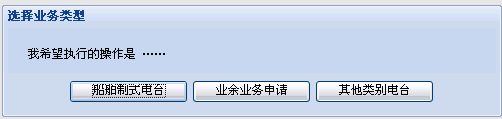 选择业务类型
我希望执行的操作是 ……
船舶制式电台 业余业务申请 其他类别电台